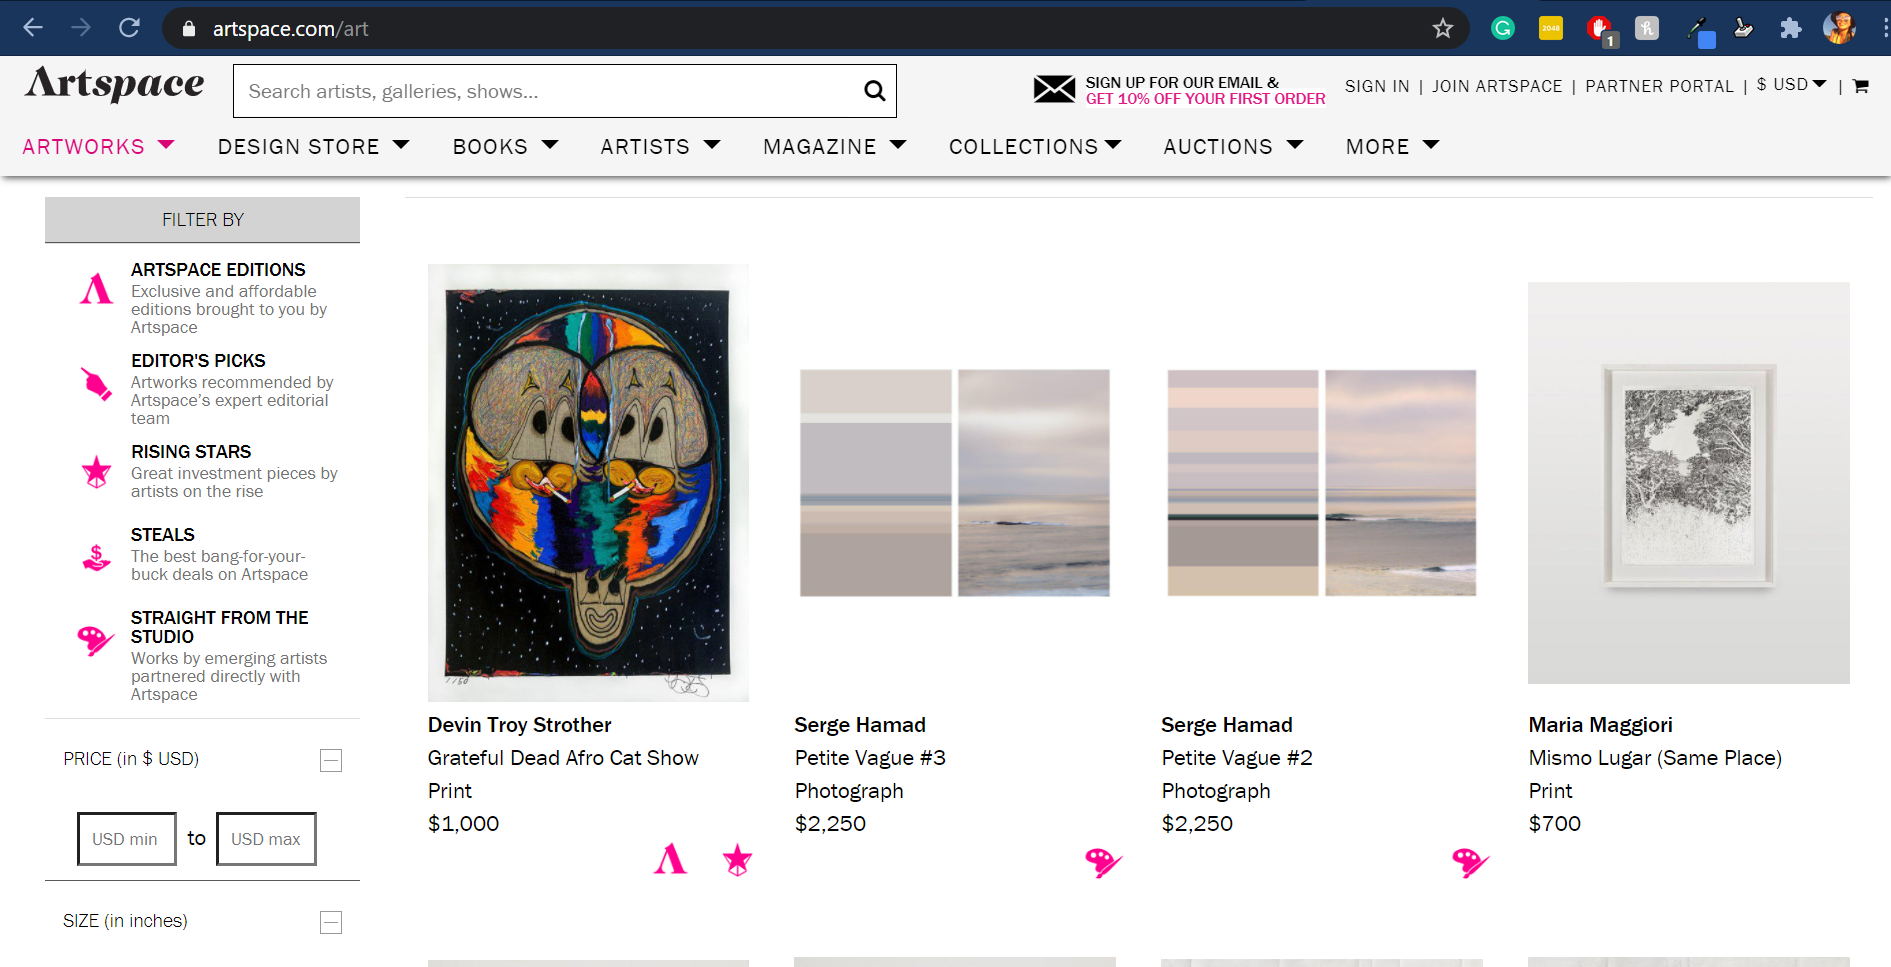 artspace.com/art
2048
1
Artspace
Search artists, galleries, shows...
SIGN UP FOR OUR EMAIL &
GET 10% OFF YOUR FIRST ORDER
SIGN IN | JOIN ARTSPACE | PARTNER PORTAL | $ USD |
ARTWORKS DESIGN STORE BOOKS ARTISTS MAGAZINE COLLECTIONS AUCTIONS MORE
FILTER BY
ARTSPACE EDITIONS
Exclusive and affordable
editions brought to you by
Artspace
EDITOR'S PICKS
Artworks recommended by
Artspace’s expert editorial
team
RISING STARS
Great investment pieces by
artists on the rise
STEALS
The best bang-for-your-
buck deals on Artspace
STRAIGHT FROM THE
STUDIO
Works by emerging artists
partnered directly with
Artspace
PRICE (in $ USD)
USD min to USD max
SIZE (in inches)
1/50
Devin Troy Strother
Grateful Dead Afro Cat Show
Print
$1,000
Serge Hamad
Petite Vague #3
Photograph
$2,250
Serge Hamad
Petite Vague #2
Photograph
$2,250
Maria Maggiori
Mismo Lugar (Same Place)
Print
$700